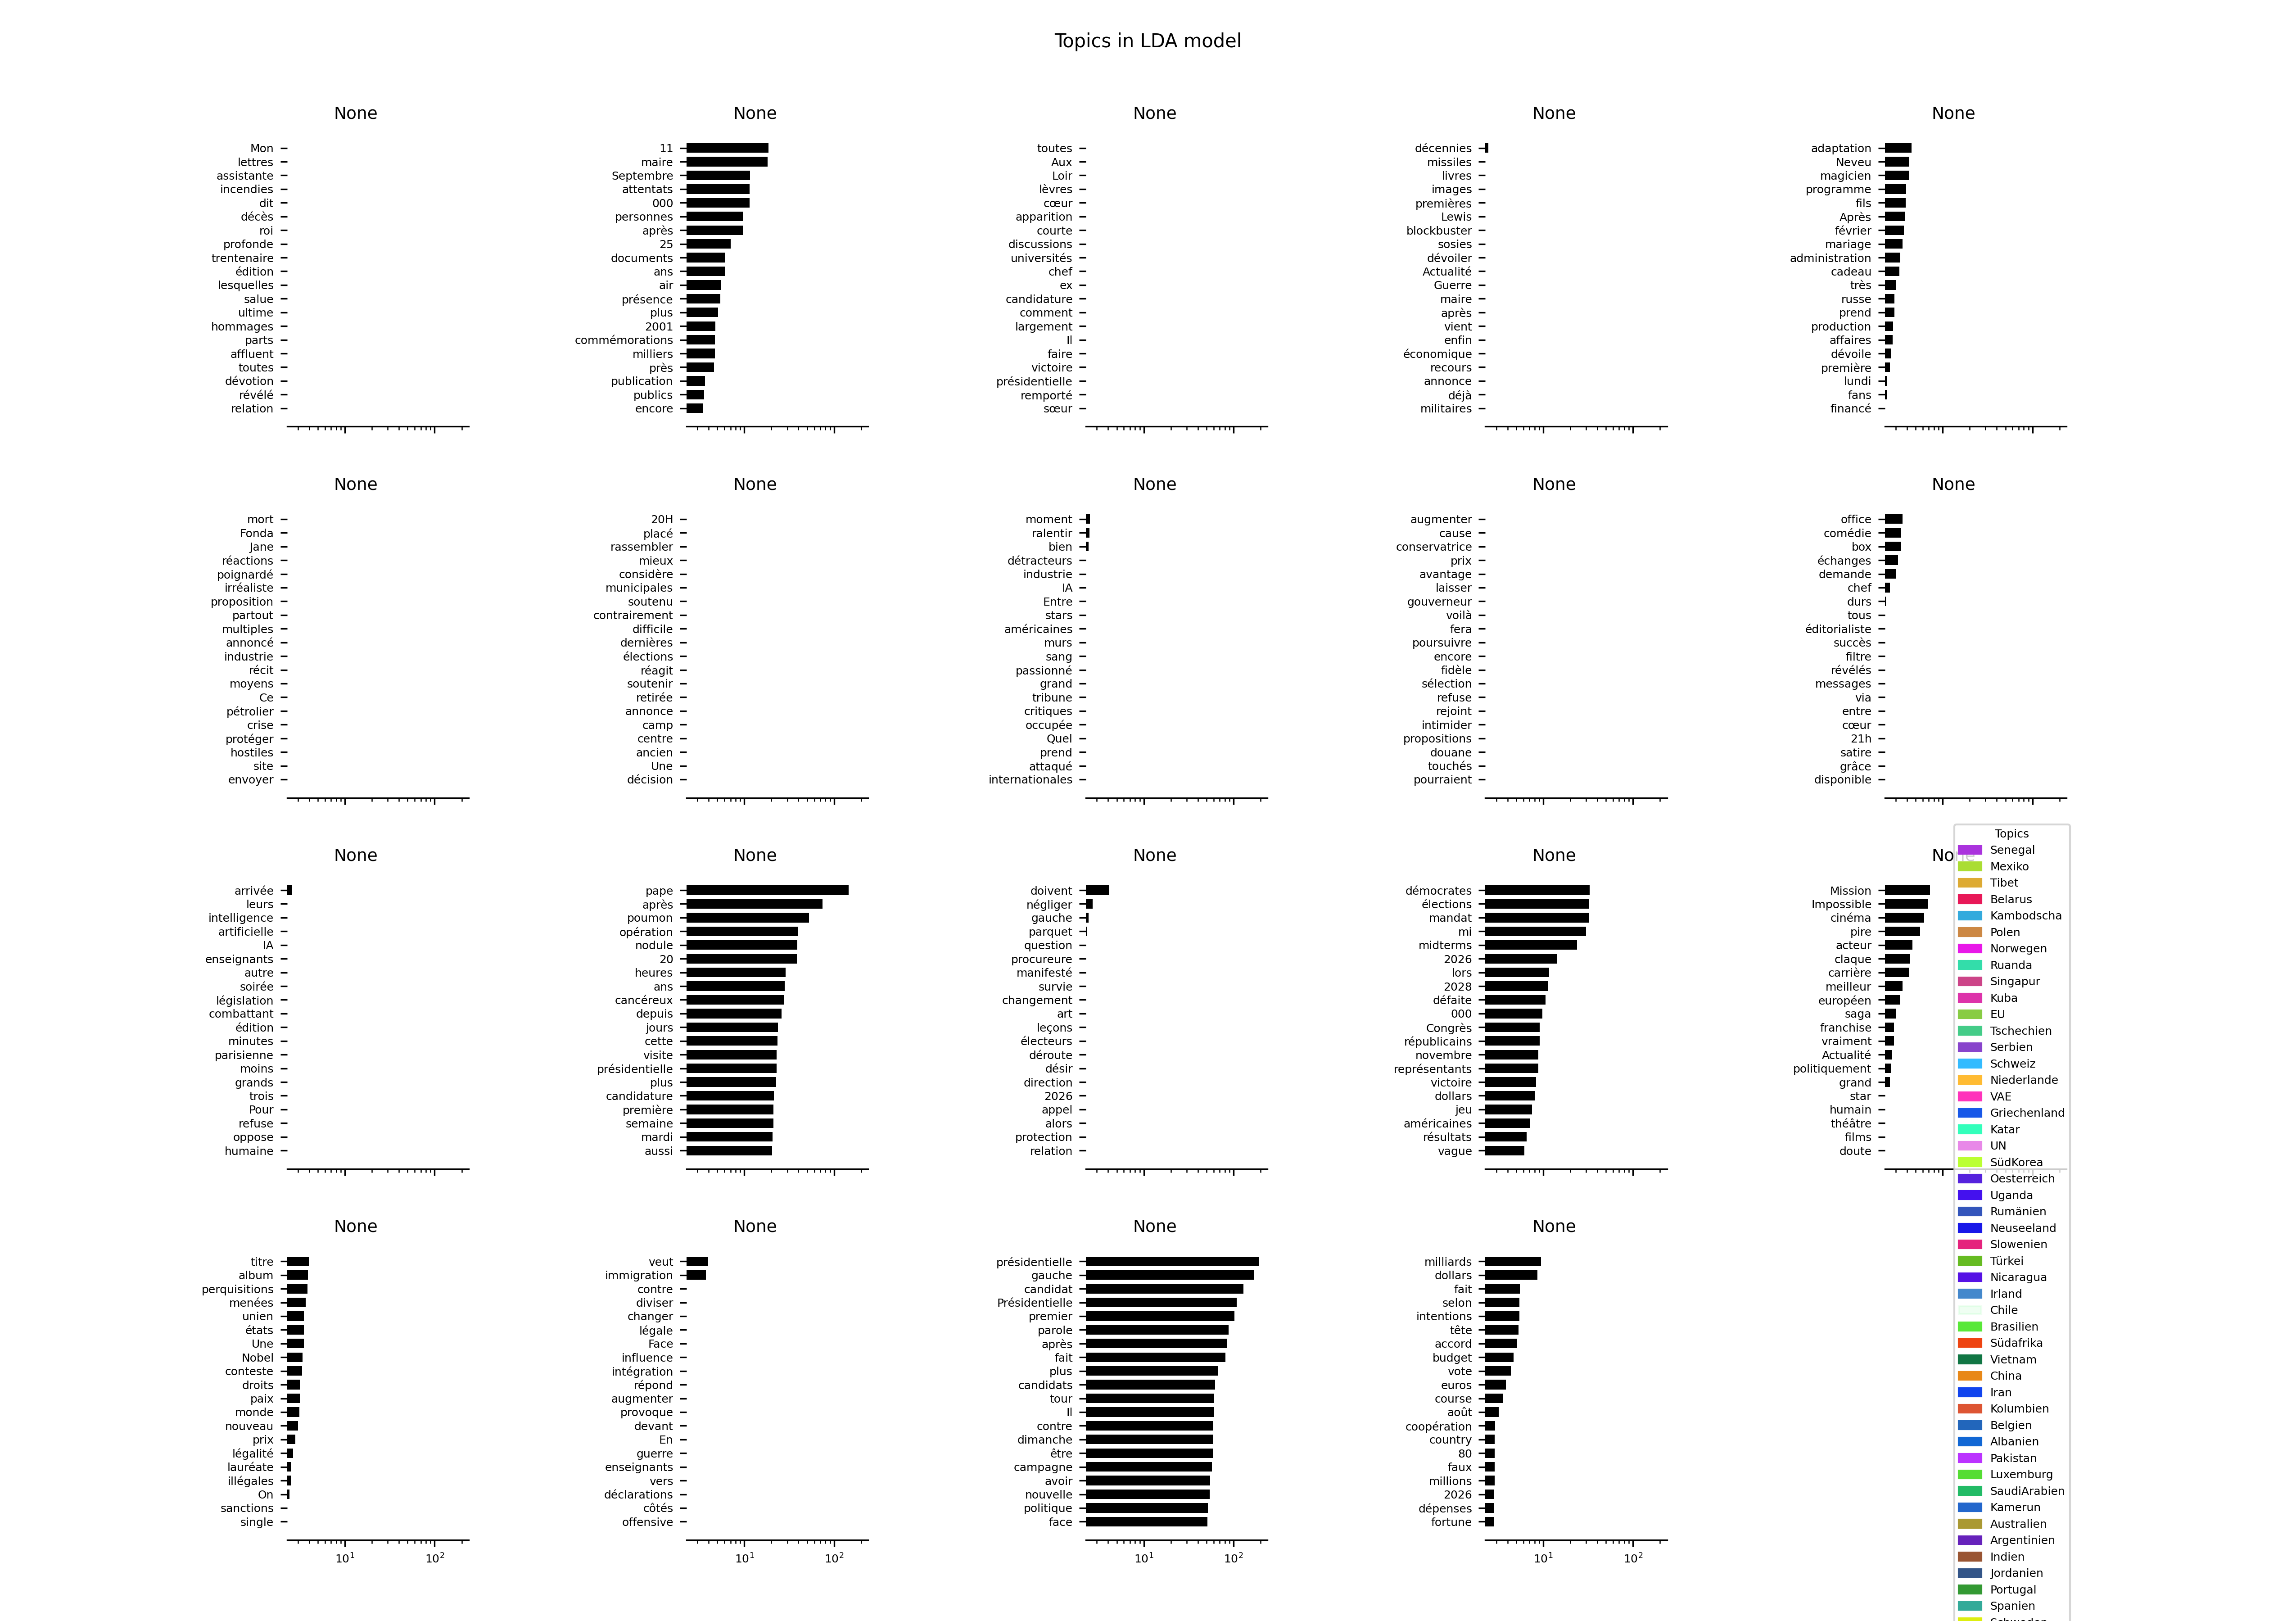 Topics in LDA model
None
Mon
lettres
assistante
incendies
dit
décès
roi
profonde
trentenaire
édition
lesquelles
salue
ultime
hommages
parts
affluent
toutes
dévotion
révélé
relation
None
11
maire
Septembre
attentats
000
personnes
après
25
documents
ans
air
présence
plus
2001
commémorations
milliers
près
publication
publics
encore
None
toutes
Aux
Loir
lèvres
cœur
apparition
courte
discussions
universités
chef
ex
candidature
comment
largement
Il
faire
victoire
présidentielle
remporté
sœur
None
décennies
missiles
livres
images
premières
Lewis
blockbuster
sosies
dévoiler
Actualité
Guerre
maire
après
vient
enfin
économique
recours
annonce
déjà
militaires
None
adaptation
Neveu
magicien
programme
fils
Après
février
mariage
administration
cadeau
très
russe
prend
production
affaires
dévoile
première
lundi
fans
financé
None
mort
Fonda
Jane
réactions
poignardé
irréaliste
proposition
partout
multiples
annoncé
industrie
récit
moyens
Ce
pétrolier
crise
protéger
hostiles
site
envoyer
None
20H
placé
rassembler
mieux
considère
municipales
soutenu
contrairement
difficile
dernières
élections
réagit
soutenir
retirée
annonce
camp
centre
ancien
Une
décision
None
moment
ralentir
bien
détracteurs
industrie
IA
Entre
stars
américaines
murs
sang
passionné
grand
tribune
critiques
occupée
Quel
prend
attaqué
internationales
None
augmenter
cause
conservatrice
prix
avantage
laisser
gouverneur
voilà
fera
poursuivre
encore
fidèle
sélection
refuse
rejoint
intimider
propositions
douane
touchés
pourraient
None
office
comédie
box
échanges
demande
chef
durs
tous
éditorialiste
succès
filtre
révélés
messages
via
entre
cœur
21h
satire
grâce
disponible
None
arrivée
leurs
intelligence
artificielle
IA
enseignants
autre
soirée
législation
combattant
édition
minutes
parisienne
moins
grands
trois
Pour
refuse
oppose
humaine
None
pape
après
poumon
opération
nodule
20
heures
ans
cancéreux
depuis
jours
cette
visite
présidentielle
plus
candidature
première
semaine
mardi
aussi
None
doivent
négliger
gauche
parquet
question
procureure
manifesté
survie
changement
art
leçons
électeurs
déroute
désir
direction
2026
appel
alors
protection
relation
None
démocrates
élections
mandat
mi
midterms
2026
lors
2028
défaite
000
Congrès
républicains
novembre
représentants
victoire
dollars
jeu
américaines
résultats
vague
None
Mission
Impossible
cinéma
pire
acteur
claque
carrière
meilleur
européen
saga
franchise
vraiment
Actualité
politiquement
grand
star
humain
théâtre
films
doute
None
titre
album
perquisitions
menées
unien
états
Une
Nobel
conteste
droits
paix
monde
nouveau
prix
légalité
lauréate
illégales
On
sanctions
single
10¹
10²
None
veut
immigration
contre
diviser
changer
légale
Face
influence
intégration
répond
augmenter
provoque
devant
En
guerre
enseignants
vers
déclarations
côtés
offensive
10¹
10²
None
présidentielle
gauche
candidat
Présidentielle
premier
parole
après
fait
plus
candidats
tour
Il
contre
dimanche
être
campagne
avoir
nouvelle
politique
face
10¹
10²
None
milliards
dollars
fait
selon
intentions
tête
accord
budget
vote
euros
course
août
coopération
country
80
faux
millions
2026
dépenses
fortune
10¹
10²
Topics
Senegal
Mexiko
Tibet
Belarus
Kambodscha
Polen
Norwegen
Ruanda
Singapur
Kuba
EU
Tschechien
Serbien
Schweiz
Niederlande
VAE
Griechenland
Katar
UN
SüdKorea
Oesterreich
Uganda
Rumänien
Neuseeland
Slowenien
Türkei
Nicaragua
Irland
Chile
Brasilien
Südafrika
Vietnam
China
Iran
Kolumbien
Belgien
Albanien
Pakistan
Luxemburg
SaudiArabien
Kamerun
Australien
Argentinien
Indien
Jordanien
Portugal
Spanien